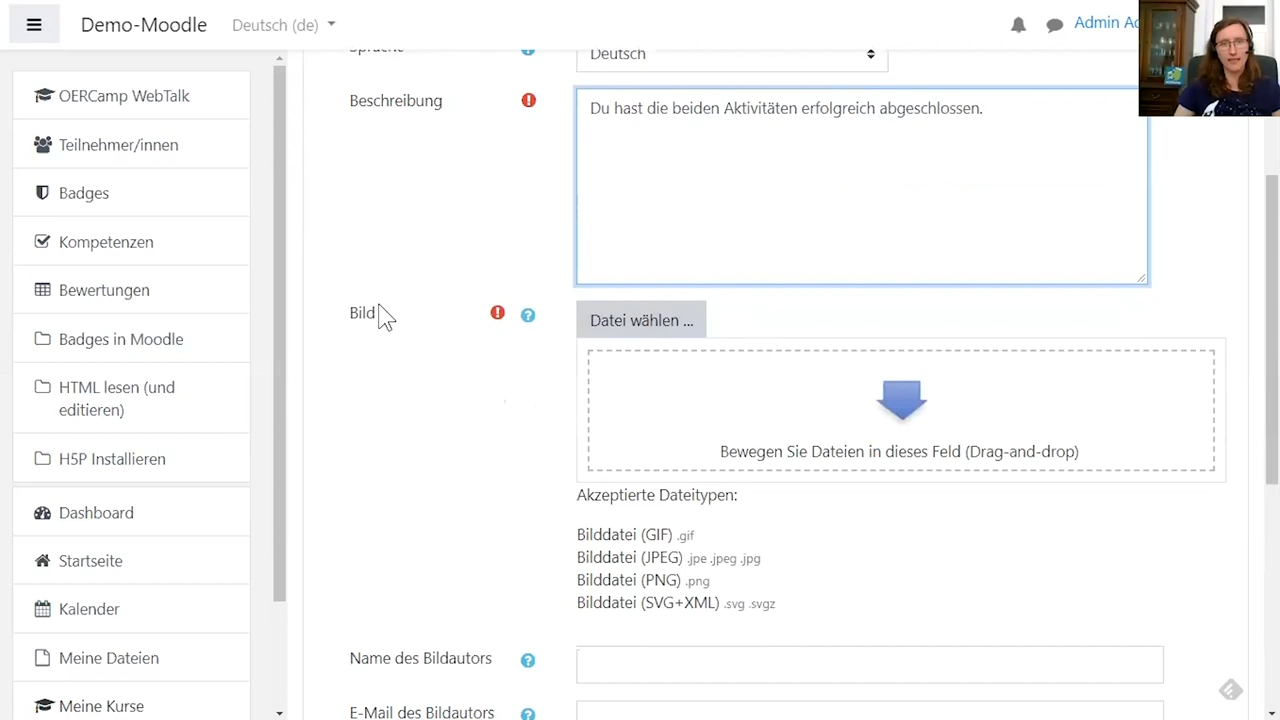 Demo-Moodle
Deutsch (de)
Admin
OERCamp WebTalk
Teilnehmer/innen
Badges
Kompetenzen
Bewertungen
Badges in Moodle
HTML lesen (und
editieren)
H5P Installieren
Dashboard
Startseite
Kalender
Meine Dateien
Meine Kurse
Sprache
Deutsch
Beschreibung
Du hast die beiden Aktivitäten erfolgreich abgeschlossen.
Bild
Datei wählen ...
Bewegen Sie Dateien in dieses Feld (Drag-and-drop)
Akzeptierte Dateitypen:
Bilddatei (GIF) .gif
Bilddatei (JPEG) .jpe .jpeg .jpg
Bilddatei (PNG) .png
Bilddatei (SVG+XML) .svg .svgz
Name des Bildautors
E-Mail des Bildautors